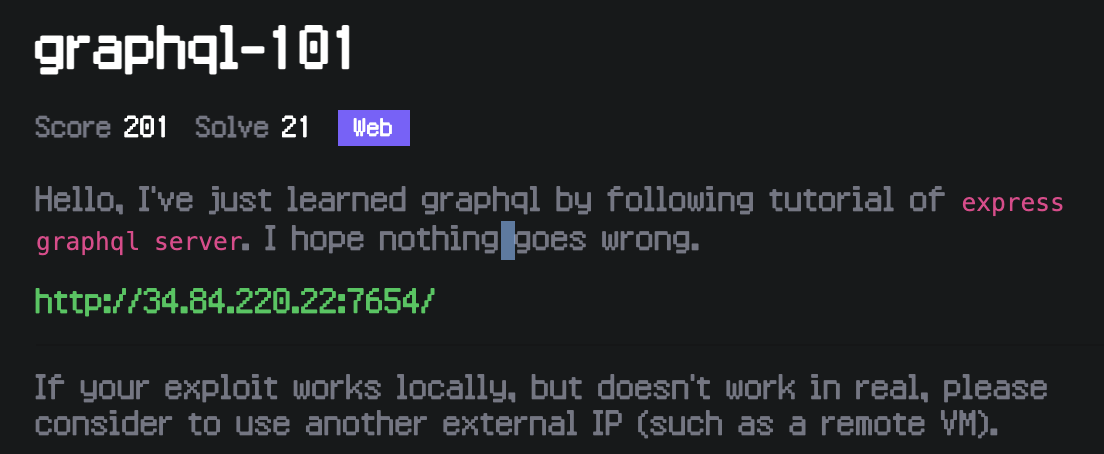 graphql-101
Score 201 Solve 21 Web
Hello, I've just learned graphql by following tutorial of express
graphql server. I hope nothing goes wrong.
http://34.84.220.22:7654/
If your exploit works locally, but doesn't work in real, please
consider to use another external IP (such as a remote VM).